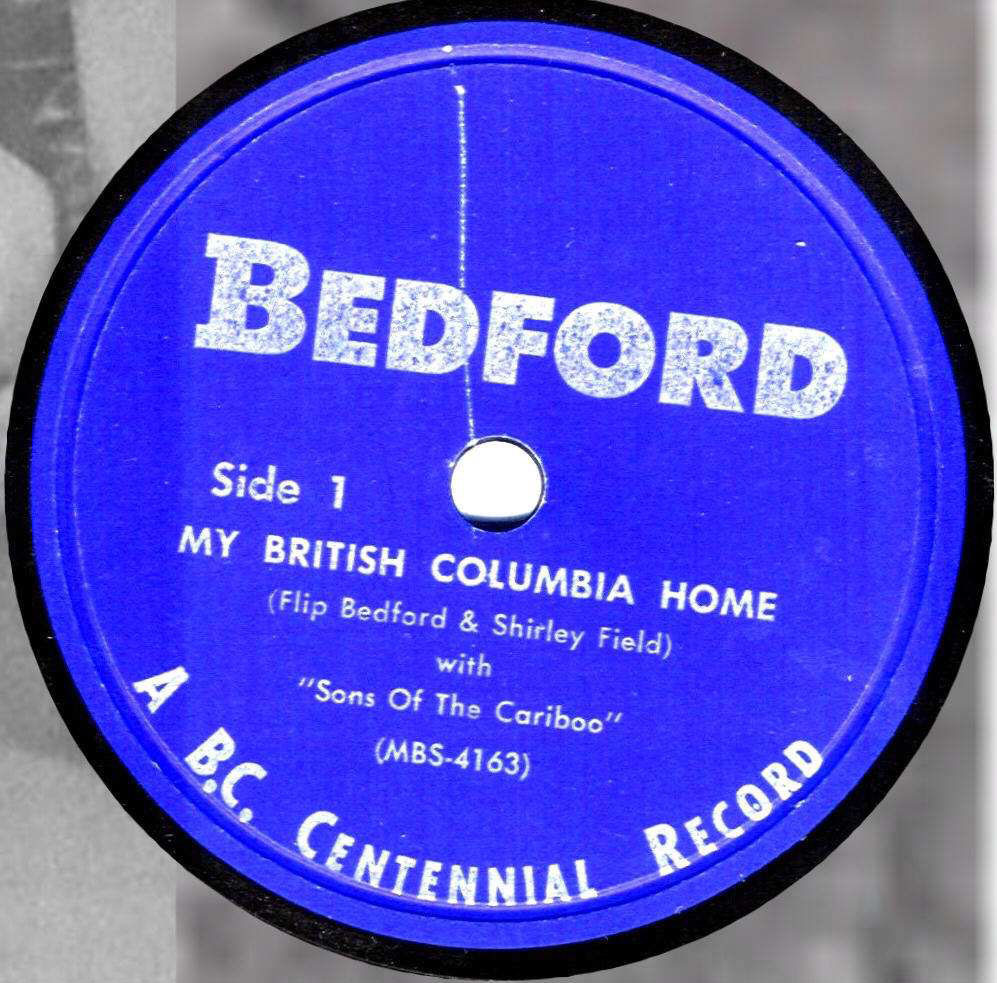 BEDFORD
Side 1
MY BRITISH COLUMBIA HOME
(Flip Bedford & Shirley Field)
with
"Sons Of The Cariboo"
(MBS-4163)
A B.C. CENTENNIAL RECORD